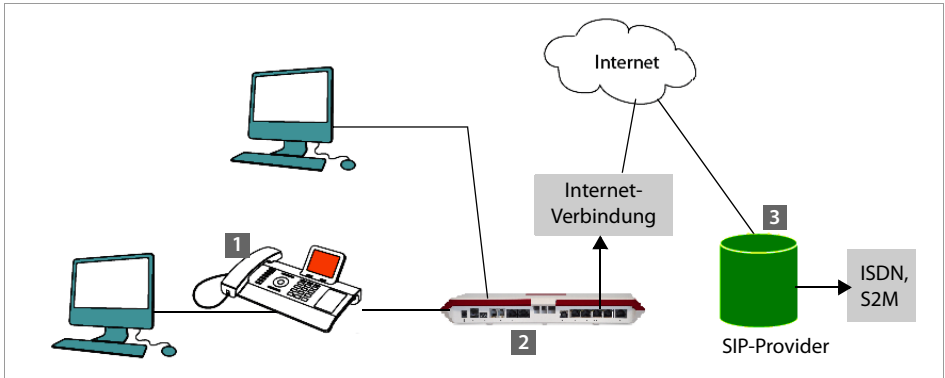 Internet
Internet-
Verbindung
3
1
ISDN,
S2M
2
SIP-Provider